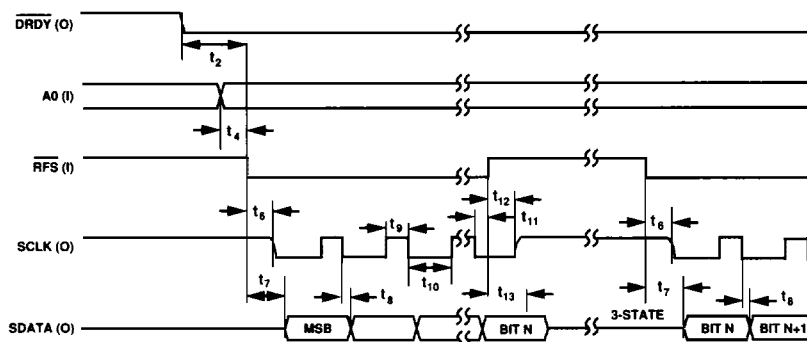 DRDY (O)
t2
A0 (I)
t4
RFS (I)
t6
t9
t12
t11
t6
SCLK (O)
t7
t8
t10
t13
3-STATE
t7
t8
SDATA (O)
MSB
BIT N
BIT N
BIT N+1